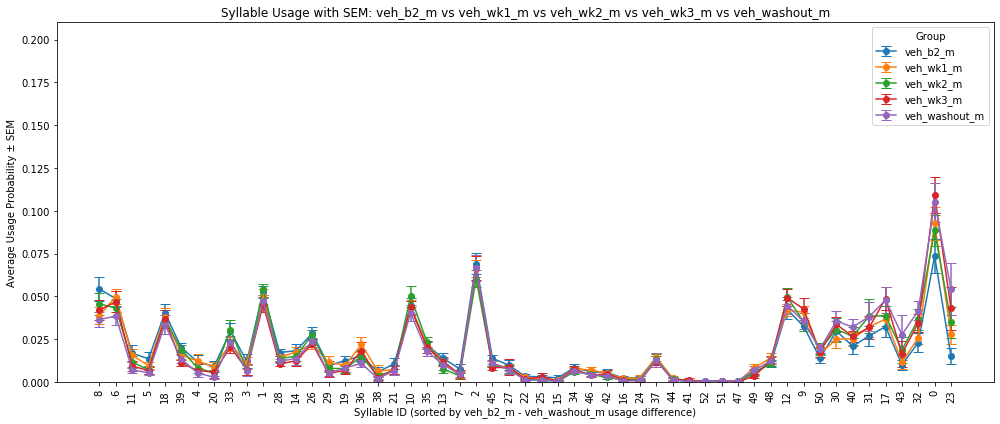 Syllable Usage with SEM: veh_b2_m vs veh_wk1_m vs veh_wk2_m vs veh_wk3_m vs veh_washout_m
Average Usage Probability ± SEM
0.200
0.175
0.150
0.125
0.100
0.075
0.050
0.025
0.000
Group
veh_b2_m
veh_wk1_m
veh_wk2_m
veh_wk3_m
veh_washout_m
8 6 11 5 18 39 4 20 33 3 1 28 14 26 29 19 36 38 21 10 35 13 7 2 45 27 22 25 15 34 46 42 16 24 37 44 41 52 51 47 49 48 12 9 50 30 40 31 17 43 32 0 23
Syllable ID (sorted by veh_b2_m - veh_washout_m usage difference)